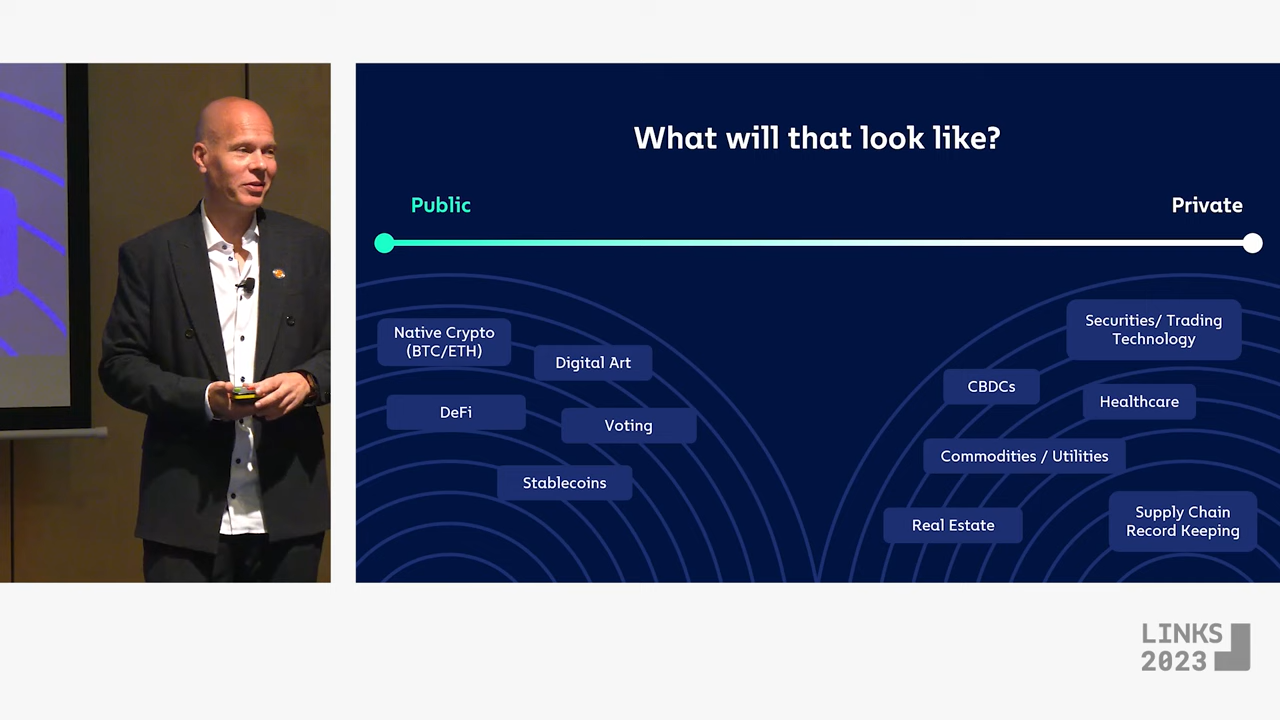 What will that look like?
Public
Private
Native Crypto
(BTC/ETH)
Digital Art
DeFi
Voting
Stablecoins
Securities/ Trading
Technology
CBDCs
Healthcare
Commodities / Utilities
Real Estate
Supply Chain
Record Keeping
LINKS
2023